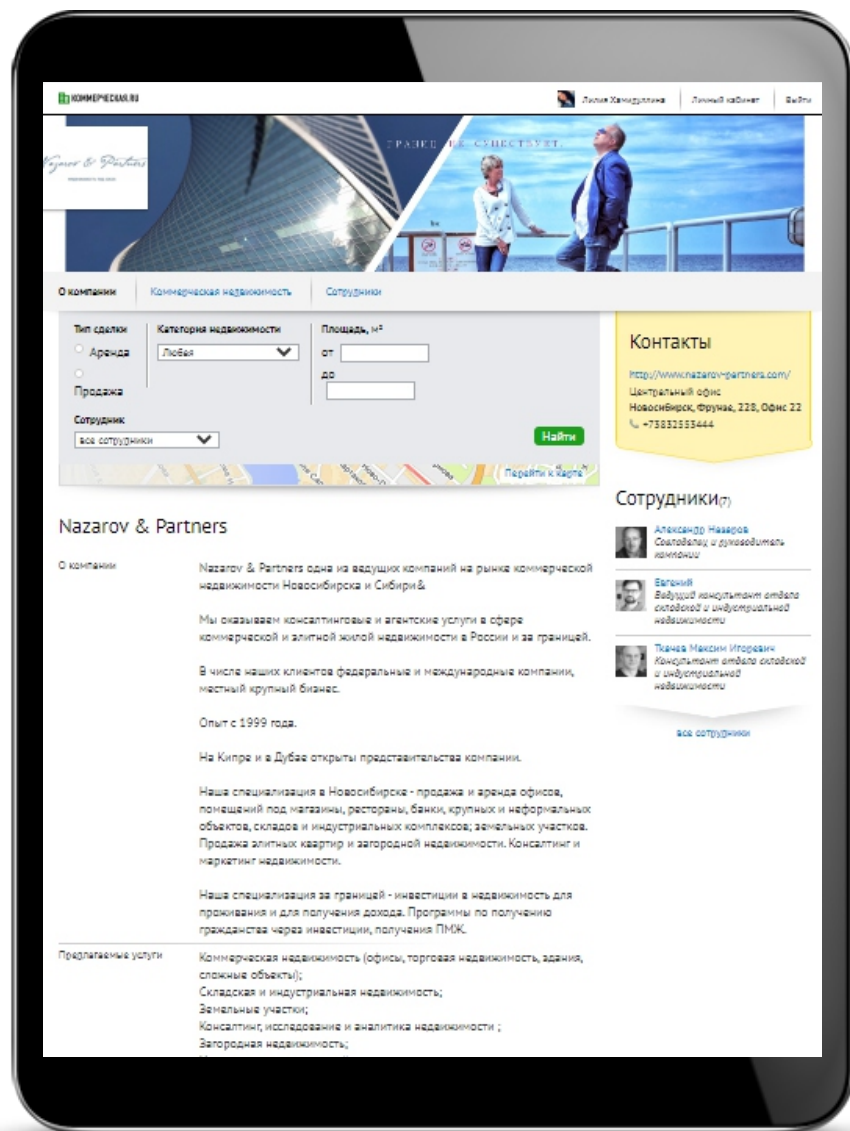 КОММЕРЧЕСКАЯ.RU
Лилия Хамидуллина
Личный кабинет
Выйти
Nazarov & Partners
ГРАНИЦ НЕ СУЩЕСТВУЕТ.
О компании
Коммерческая недвижимость
Сотрудники
Тип сделки
Аренда
Продажа
Категория недвижимости
Любая
Площадь, м²
от
до
Сотрудник
все сотрудники
Найти
Перейти к карте
Контакты
http://www.nazarov-partners.com/
Центральный офис
Новосибирск, Фрунзе, 228, Офис 22
+73832553444
Сотрудники(7)
Александр Назаров
Совладелец и руководитель
компании
Евгений
Ведущий консультант отдела
складской и индустриальной
недвижимости
Ткачев Максим Игоревич
Консультант отдела складской
и индустриальной
недвижимости
все сотрудники
Nazarov & Partners
О компании
Nazarov & Partners одна из ведущих компаний на рынке коммерческой
недвижимости Новосибирска и Сибири&
Мы оказываем консалтинговые и агентские услуги в сфере
коммерческой и элитной жилой недвижимости в России и за границей.
В числе наших клиентов федеральные и международные компании,
местный крупный бизнес.
Опыт с 1999 года.
На Кипре и в Дубае открыты представительства компании.
Наша специализация в Новосибирске - продажа и аренда офисов,
помещений под магазины, рестораны, банки, крупных и неформальных
объектов, складов и индустриальных комплексов; земельных участков.
Продажа элитных квартир и загородной недвижимости. Консалтинг и
маркетинг недвижимости.
Наша специализация за границей - инвестиции в недвижимость для
проживания и для получения дохода. Программы по получению
гражданства через инвестиции, получения ПМЖ.
Предлагаемые услуги
Коммерческая недвижимость (офисы, торговая недвижимость, здания,
сложные объекты);
Складская и индустриальная недвижимость;
Земельные участки;
Консалтинг, исследование и аналитика недвижимости ;
Загородная недвижимость;